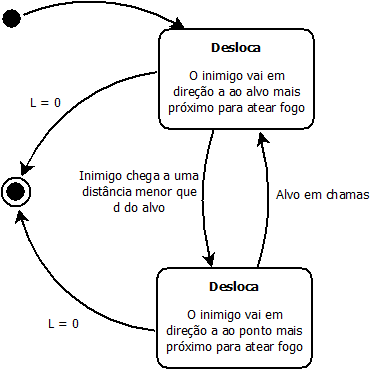 Desloca
O inimigo vai em
direção a ao alvo mais
próximo para atear fogo
L = 0
Inimigo chega a uma
distância menor que
d do alvo
Alvo em chamas
Desloca
O inimigo vai em
direção a ao ponto mais
próximo para atear fogo
L = 0